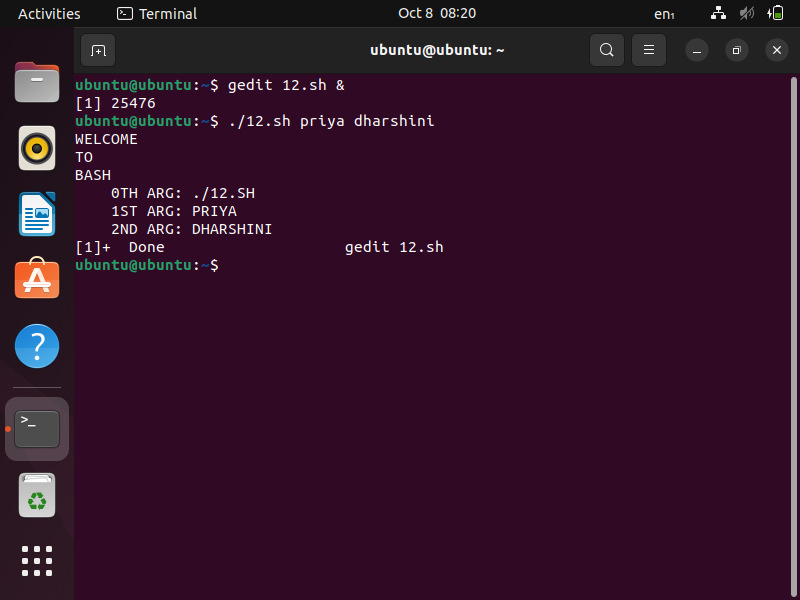 Activities Terminal Oct 8 08:20 en₁
ubuntu@ubuntu: ~
ubuntu@ubuntu:~$ gedit 12.sh &
[1] 25476
ubuntu@ubuntu:~$ ./12.sh priya dharshini
WELCOME
TO
BASH
    0TH ARG: ./12.SH
    1ST ARG: PRIYA
    2ND ARG: DHARSHINI
[1]+  Done                    gedit 12.sh
ubuntu@ubuntu:~$